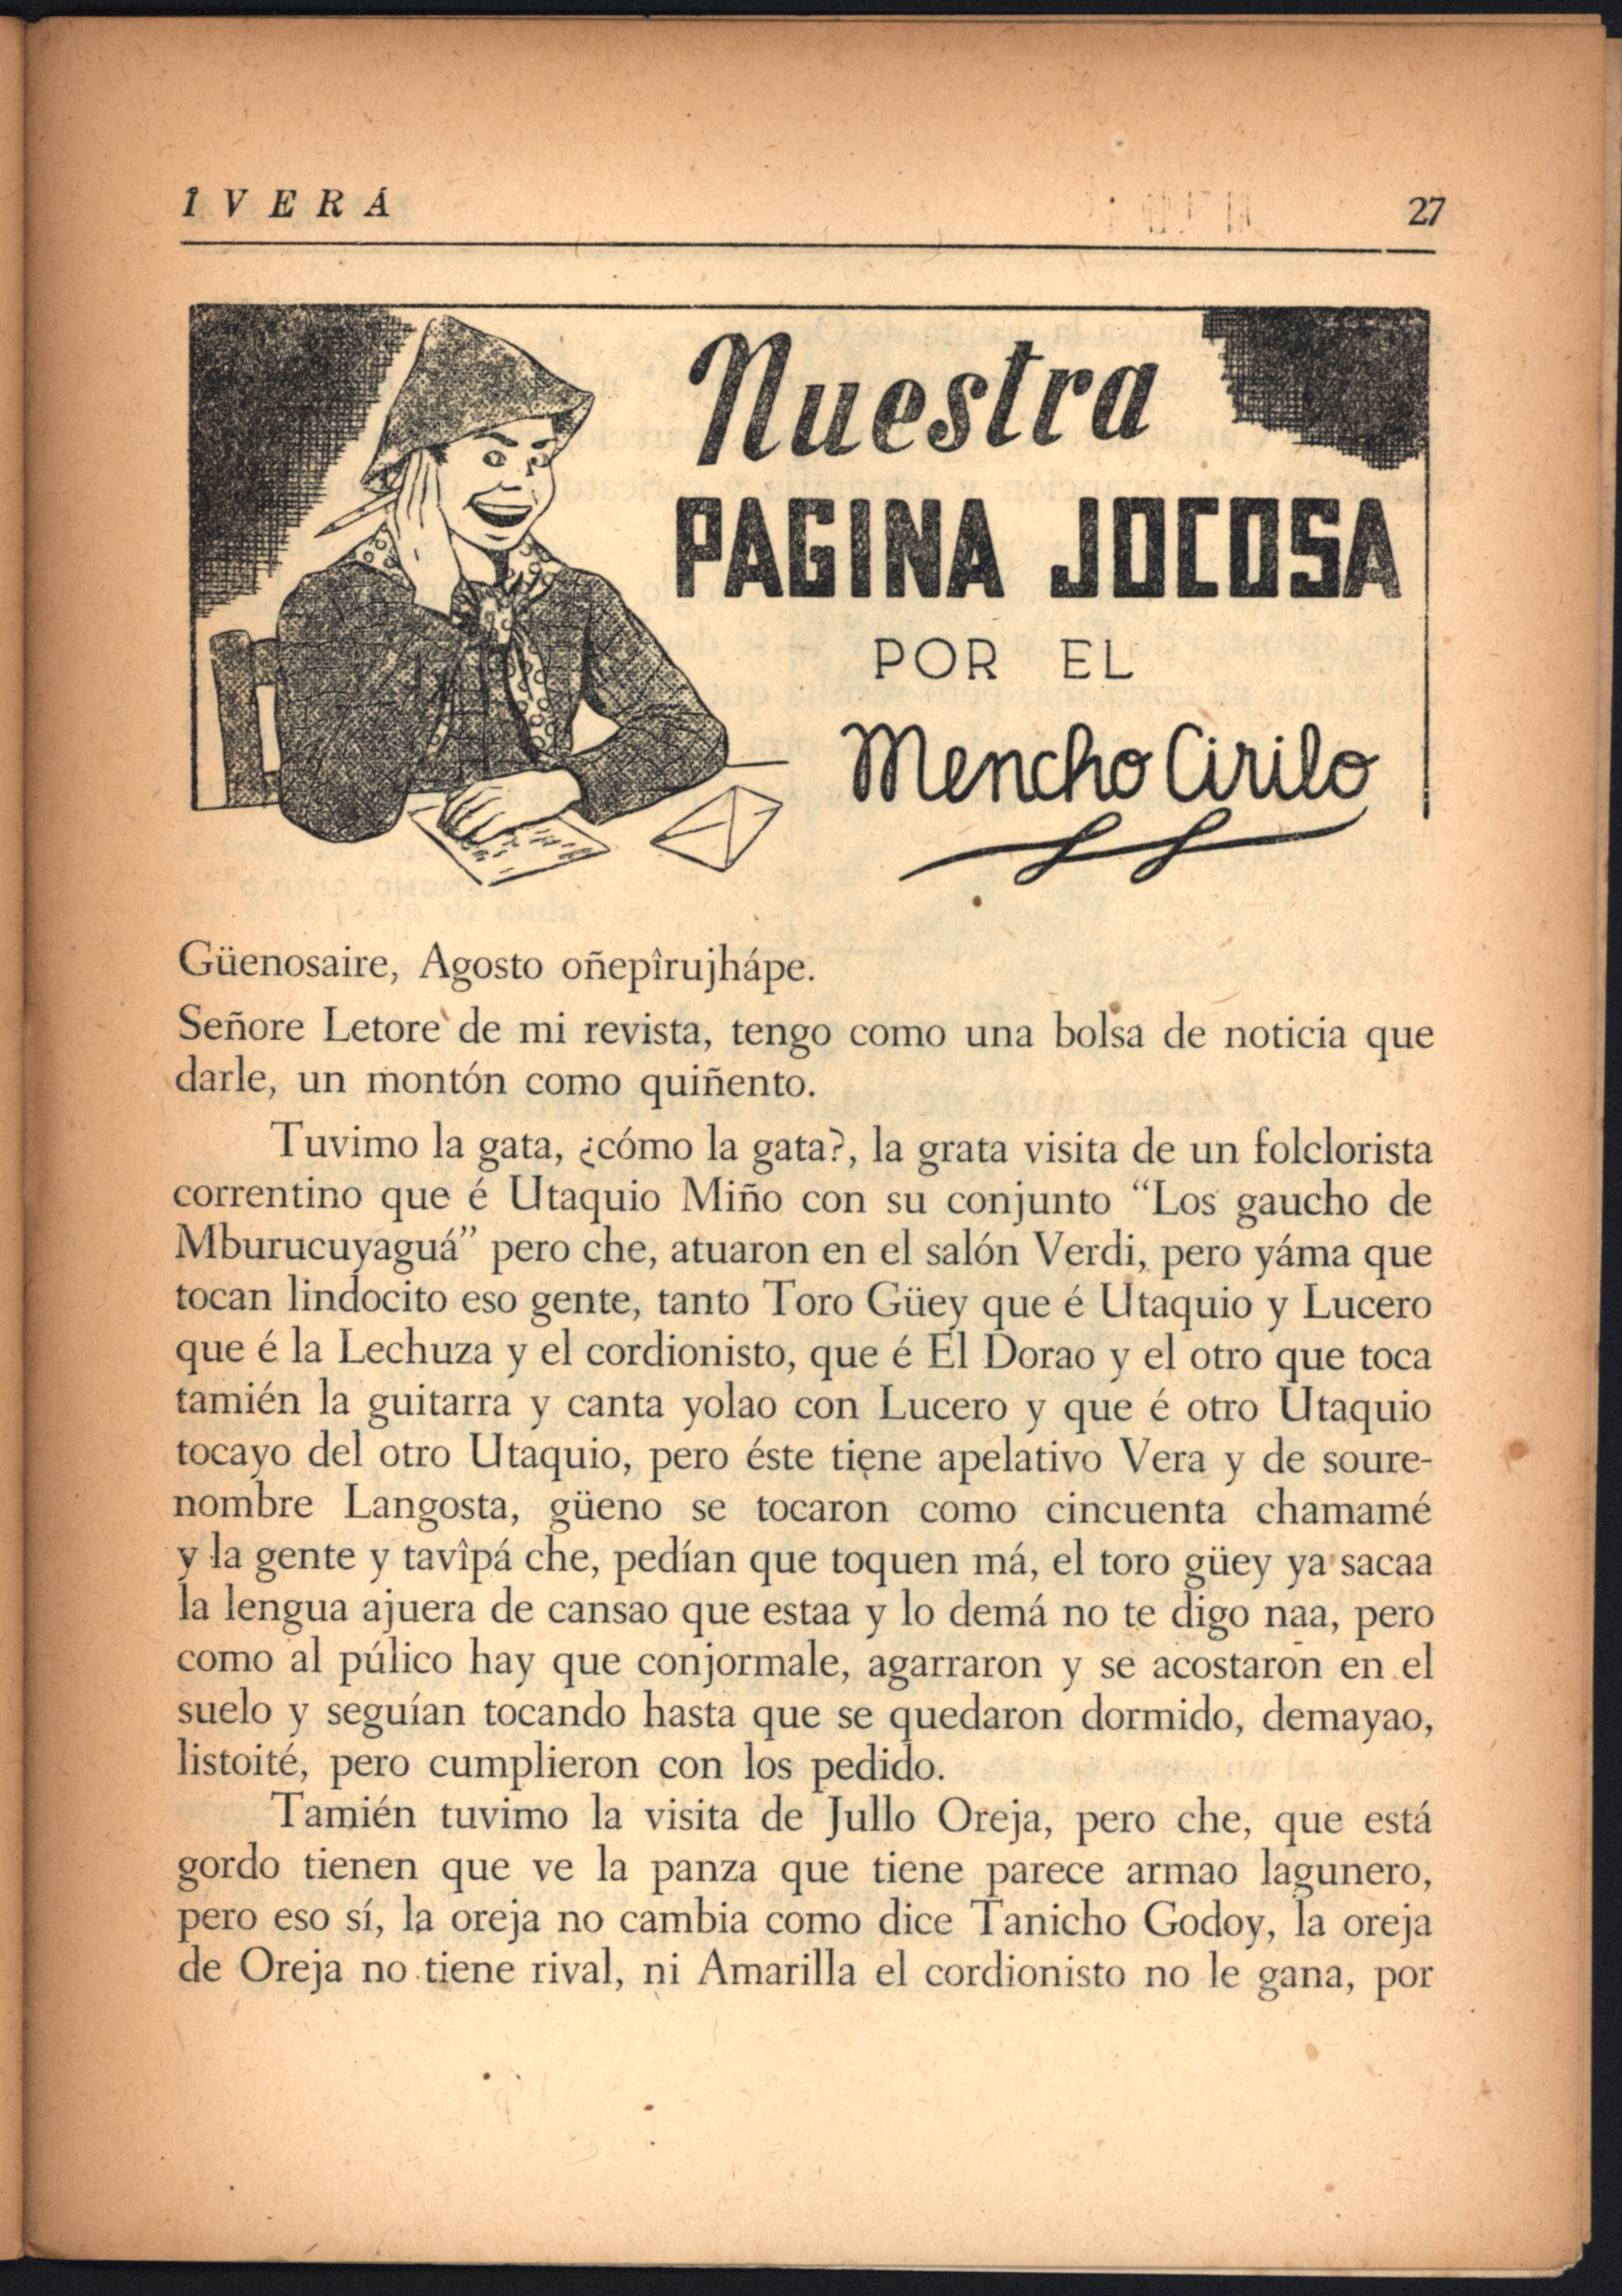 Î V E R Á
27
Nuestra
PAGINA JOCOSA
POR EL
Mencho Cirilo
Güenosaire, Agosto oñepîrujhápe.
Señore Letore de mi revista, tengo como una bolsa de noticia que
darle, un montón como quiñento.
Tuvimo la gata, ¿cómo la gata?, la grata visita de un folclorista
correntino que é Utaquio Miño con su conjunto “Los gaucho de
Mburucuyaguá” pero che, atuaron en el salón Verdi, pero yáma que
tocan lindocito eso gente, tanto Toro Güey que é Utaquio y Lucero
que é la Lechuza y el cordionisto, que é El Dorao y el otro que toca
tamién la guitarra y canta yolao con Lucero y que é otro Utaquio
tocayo del otro Utaquio, pero éste tiene apelativo Vera y de soure-
nombre Langosta, güeno se tocaron como cincuenta chamamé
y la gente y tavîpá che, pedían que toquen má, el toro güey ya sacaa
la lengua ajuera de cansao que estaa y lo demá no te digo naa, pero
como al púlico hay que conjormale, agarraron y se acostaron en el
suelo y seguían tocando hasta que se quedaron dormido, demayao,
listoité, pero cumplieron con los pedido.
Tamién tuvimo la visita de Jullo Oreja, pero che, que está
gordo tienen que ve la panza que tiene parece armao lagunero,
pero eso sí, la oreja no cambia como dice Tanicho Godoy, la oreja
de Oreja no tiene rival, ni Amarilla el cordionisto no le gana, por